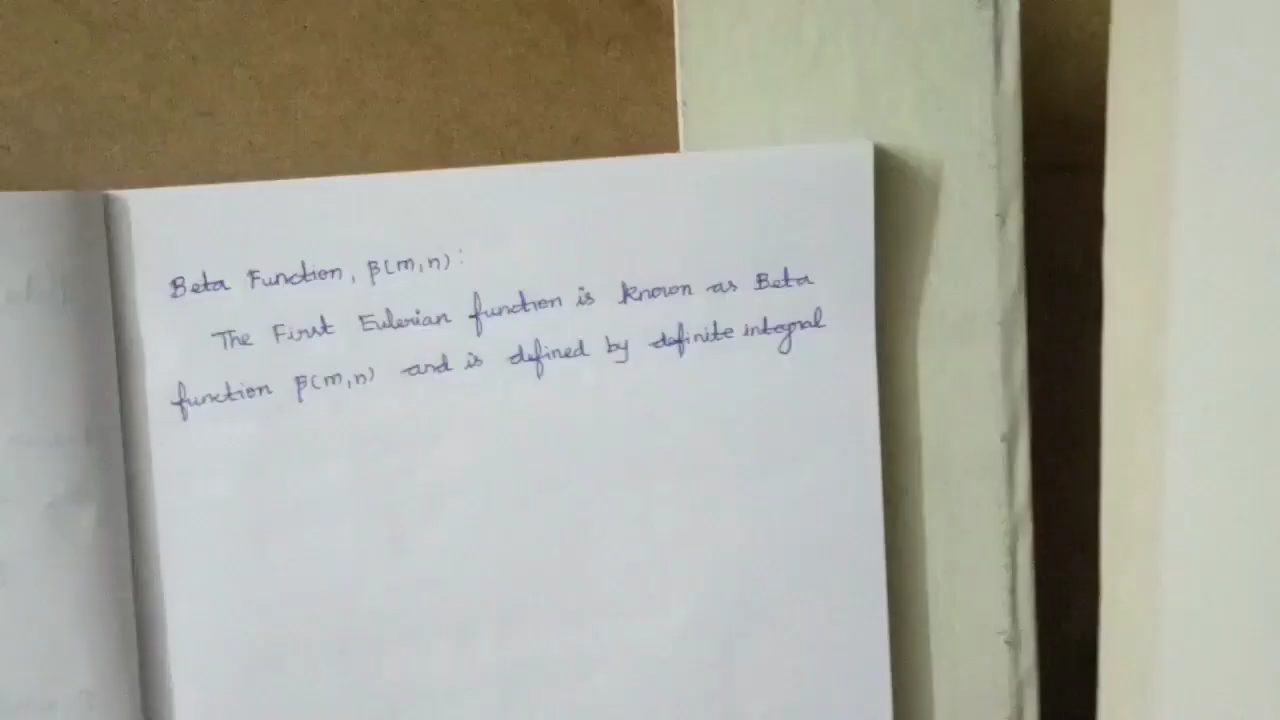 Beta Function, β(m,n):
The First Eulerian function is known as Beta
function β(m,n) and is defined by definite integral